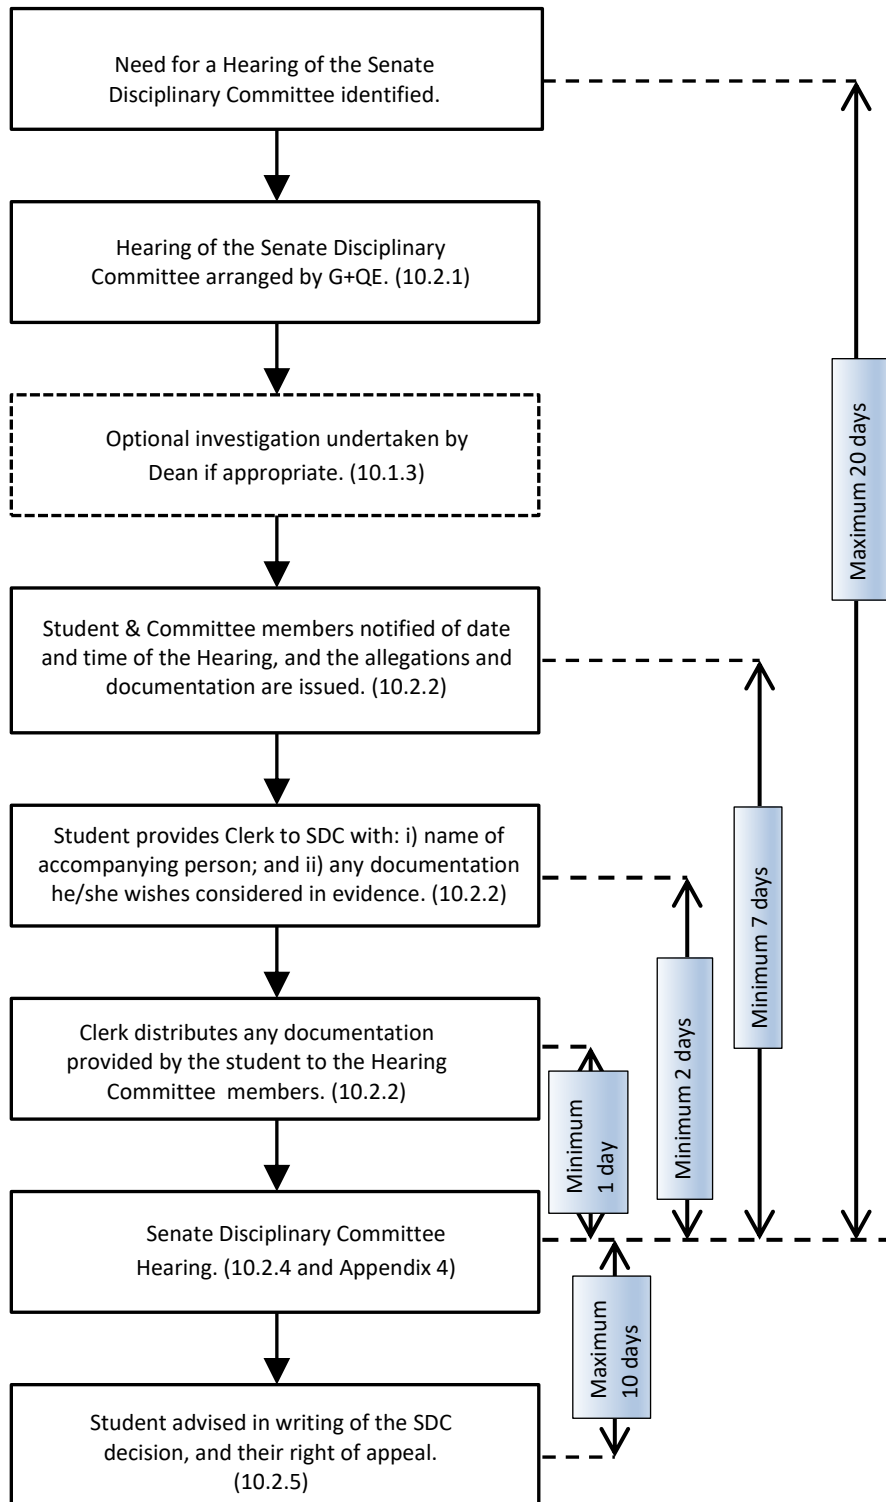 Need for a Hearing of the Senate
Disciplinary Committee identified.
Hearing of the Senate Disciplinary
Committee arranged by G+QE. (10.2.1)
Optional investigation undertaken by
Dean if appropriate. (10.1.3)
Maximum 20 days
Student & Committee members notified of date
and time of the Hearing, and the allegations and
documentation are issued. (10.2.2)
Minimum 7 days
Student provides Clerk to SDC with: i) name of
accompanying person; and ii) any documentation
he/she wishes considered in evidence. (10.2.2)
Minimum 2 days
Clerk distributes any documentation
provided by the student to the Hearing
Committee members. (10.2.2)
Minimum
1 day
Senate Disciplinary Committee
Hearing. (10.2.4 and Appendix 4)
Maximum
10 days
Student advised in writing of the SDC
decision, and their right of appeal.
(10.2.5)